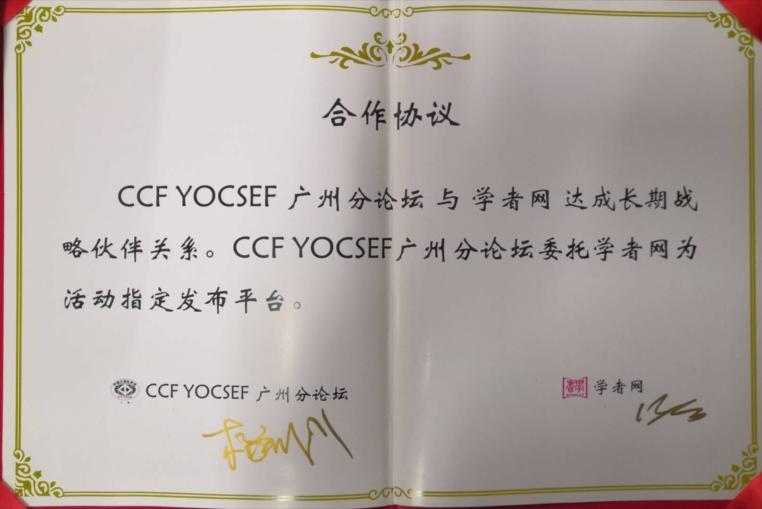 合作协议
CCF YOCSEF 广州分论坛 与 学者网 达成长期战
略伙伴关系。CCF YOCSEF广州分论坛委托学者网为
活动指定发布平台。
CCF YOCSEF 广州分论坛
学者网